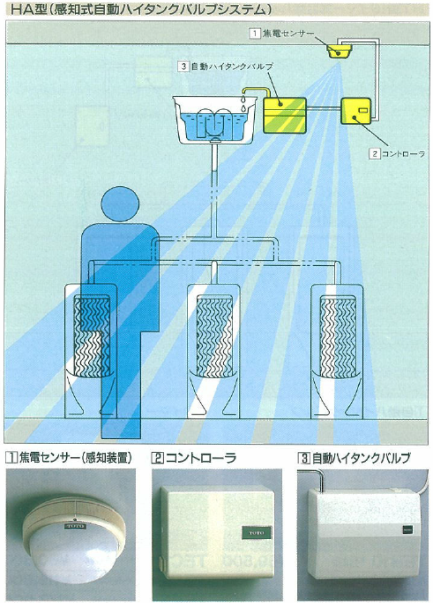 HA型(感知式自動ハイタンクバルブシステム)
1 焦電センサー
3 自動ハイタンクバルブ
2 コントローラ
1 焦電センサー(感知装置)
2 コントローラ
3 自動ハイタンクバルブ